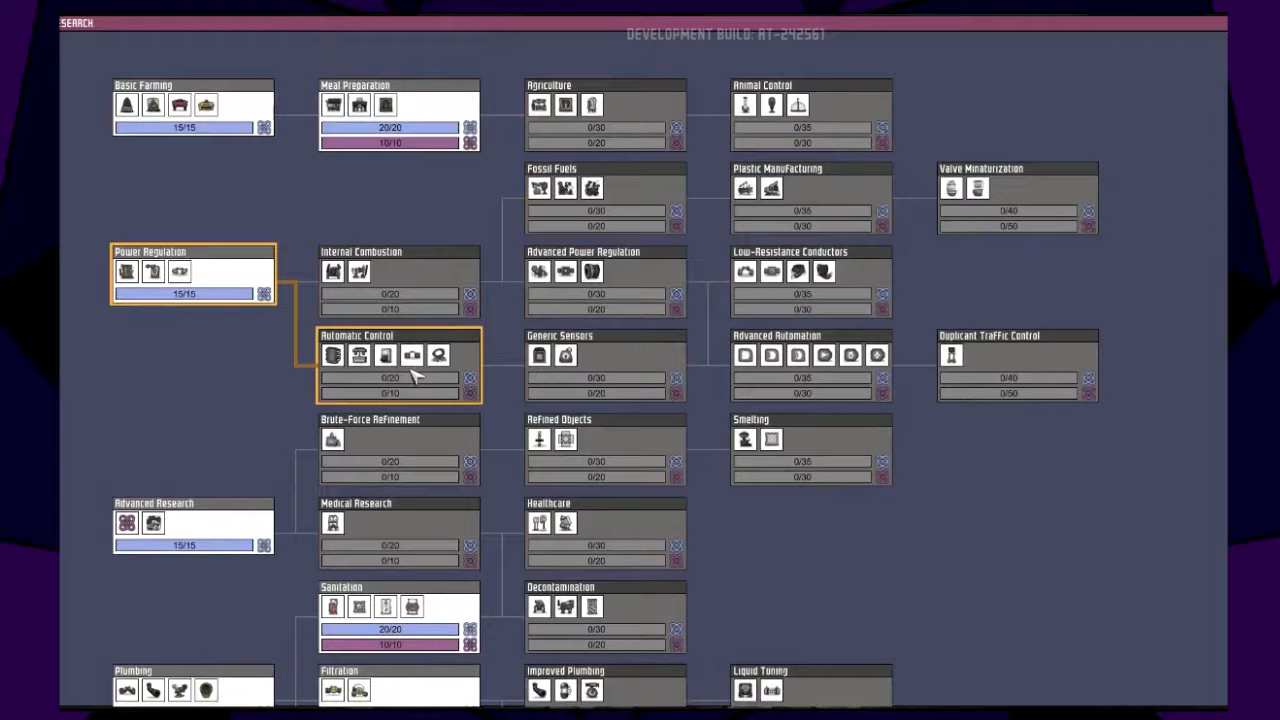 SEARCH
DEVELOPMENT BUILD: AT-242561
Basic Farming
Meal Preparation
Agriculture
Animal Control
15/15
20/20
0/30
0/35
10/10
0/20
0/30
Fossil Fuels
Plastic Manufacturing
Valve Minaturization
0/30
0/35
0/40
0/20
0/30
0/50
Power Regulation
Internal Combustion
Advanced Power Regulation
Low-Resistance Conductors
15/15
0/20
0/30
0/35
0/10
0/20
0/30
Automatic Control
Generic Sensors
Advanced Automation
Duplicant Traffic Control
0/20
0/30
0/35
0/40
0/10
0/20
0/30
0/50
Brute-Force Refinement
Refined Objects
Smelting
0/20
0/30
0/35
0/10
0/20
0/30
Advanced Research
Medical Research
Healthcare
15/15
0/20
0/30
0/10
0/20
Sanitation
Decontamination
20/20
0/30
10/10
0/20
Plumbing
Filtration
Improved Plumbing
Liquid Tuning